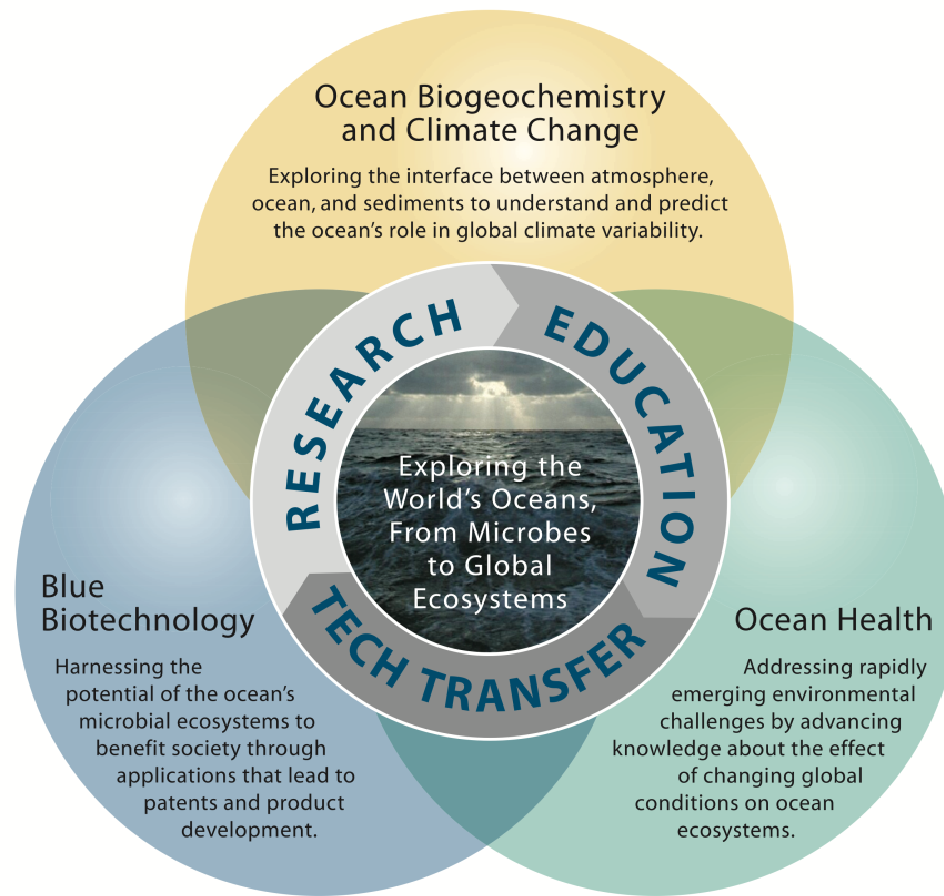 Ocean Biogeochemistry
and Climate Change
Exploring the interface between atmosphere,
ocean, and sediments to understand and predict
the ocean’s role in global climate variability.
RESEARCH
EDUCATION
TECH TRANSFER
Exploring the
World’s Oceans,
From Microbes
to Global
Ecosystems
Blue
Biotechnology
Harnessing the
potential of the ocean’s
microbial ecosystems to
benefit society through
applications that lead to
patents and product
development.
Ocean Health
Addressing rapidly
emerging environmental
challenges by advancing
knowledge about the effect
of changing global
conditions on ocean
ecosystems.